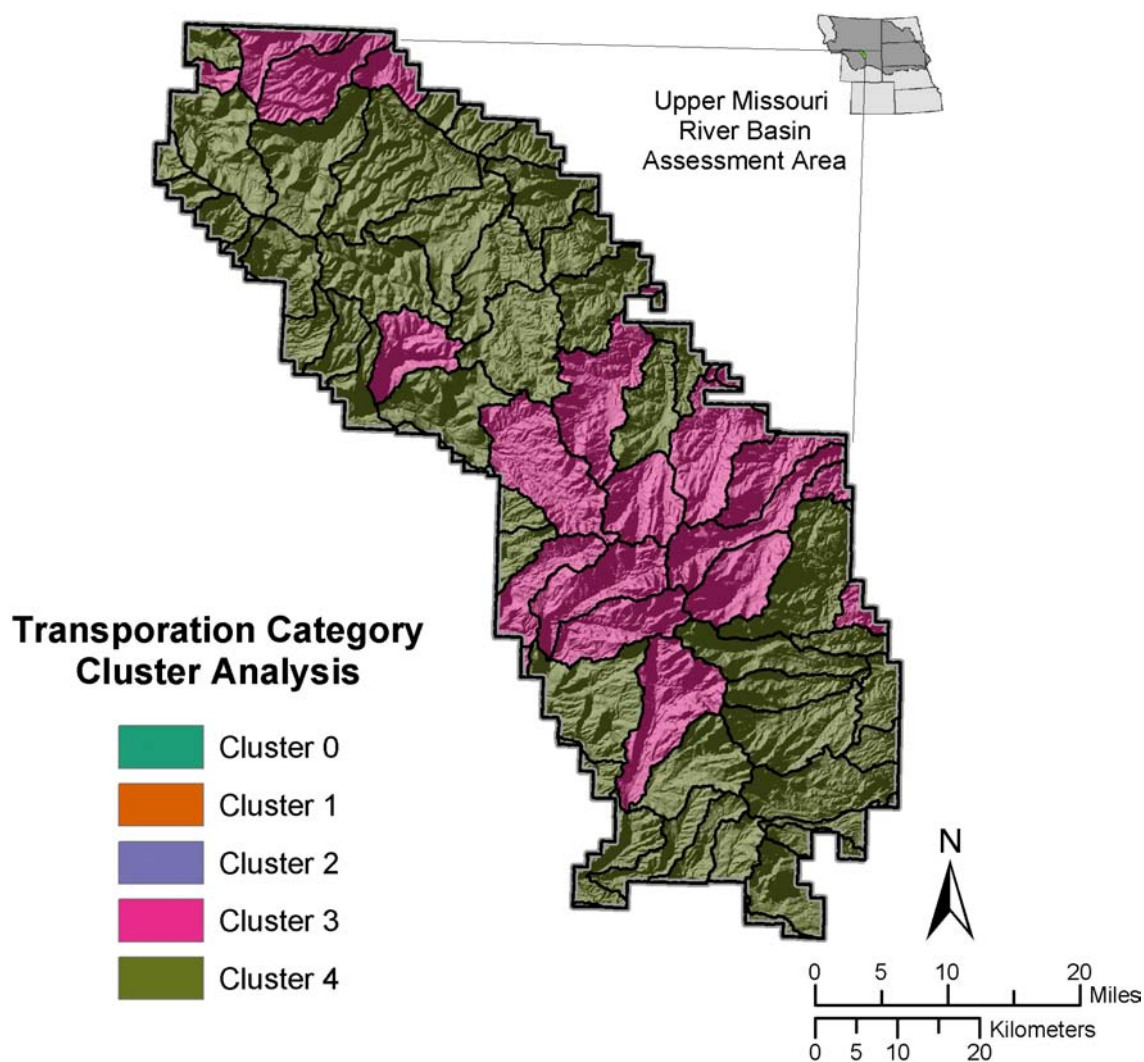 Upper Missouri
River Basin
Assessment Area
Transporation Category
Cluster Analysis
Cluster 0
Cluster 1
Cluster 2
Cluster 3
Cluster 4
N
0 5 10 20
Miles
Kilometers
0 5 10 20